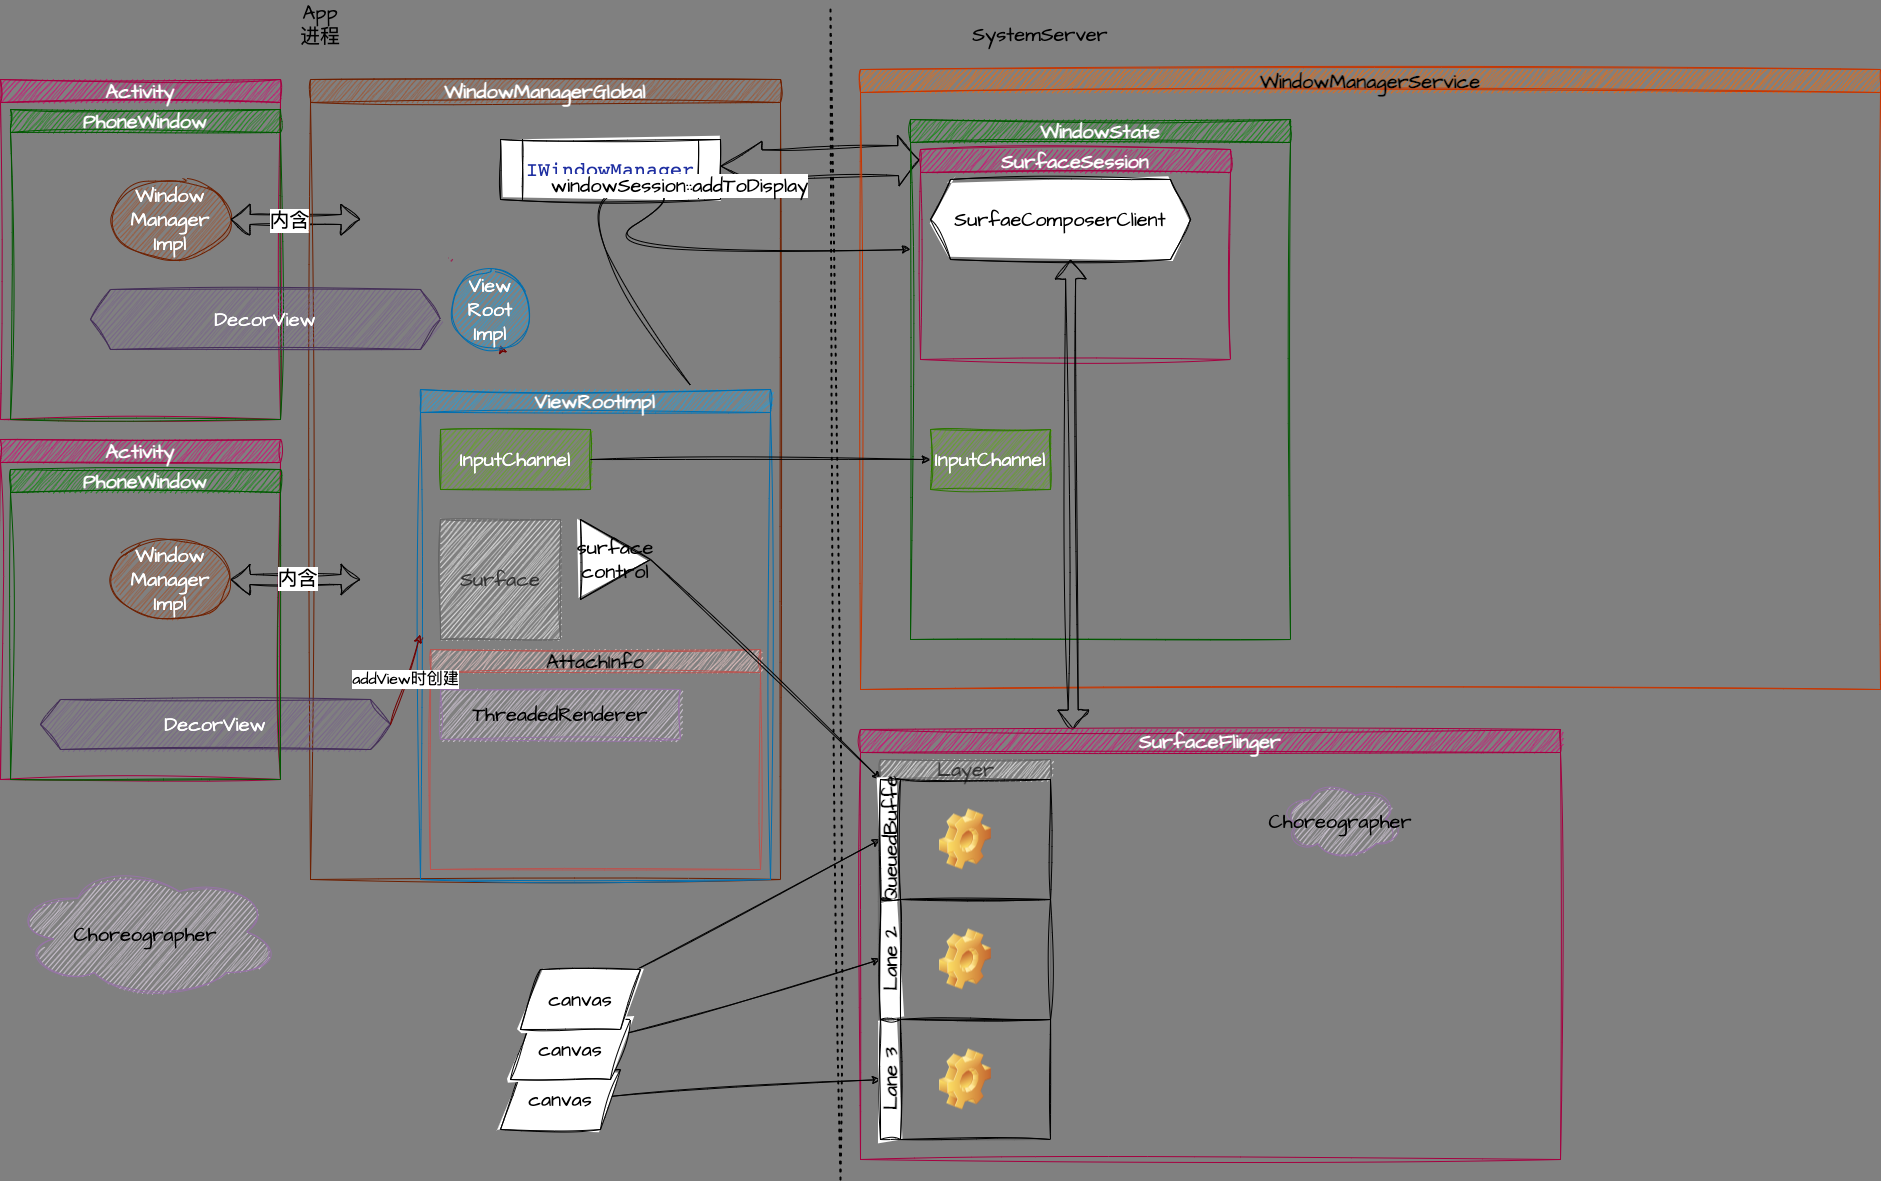 App
进程
SystemServer
Activity
PhoneWindow
Window
Manager
Impl
内含
DecorView
WindowManagerGlobal
IWindowManager
windowSession::addToDisplay
View
Root
Impl
WindowManagerService
WindowState
SurfaceSession
SurfaeComposerClient
Activity
PhoneWindow
Window
Manager
Impl
内含
DecorView
addView时创建
ViewRootImpl
InputChannel
InputChannel
Surface
surface
control
AttachInfo
ThreadedRenderer
SurfaceFlinger
Layer
QueuedBuffe
Lane 2
Lane 3
Choreographer
Choreographer
canvas
canvas
canvas